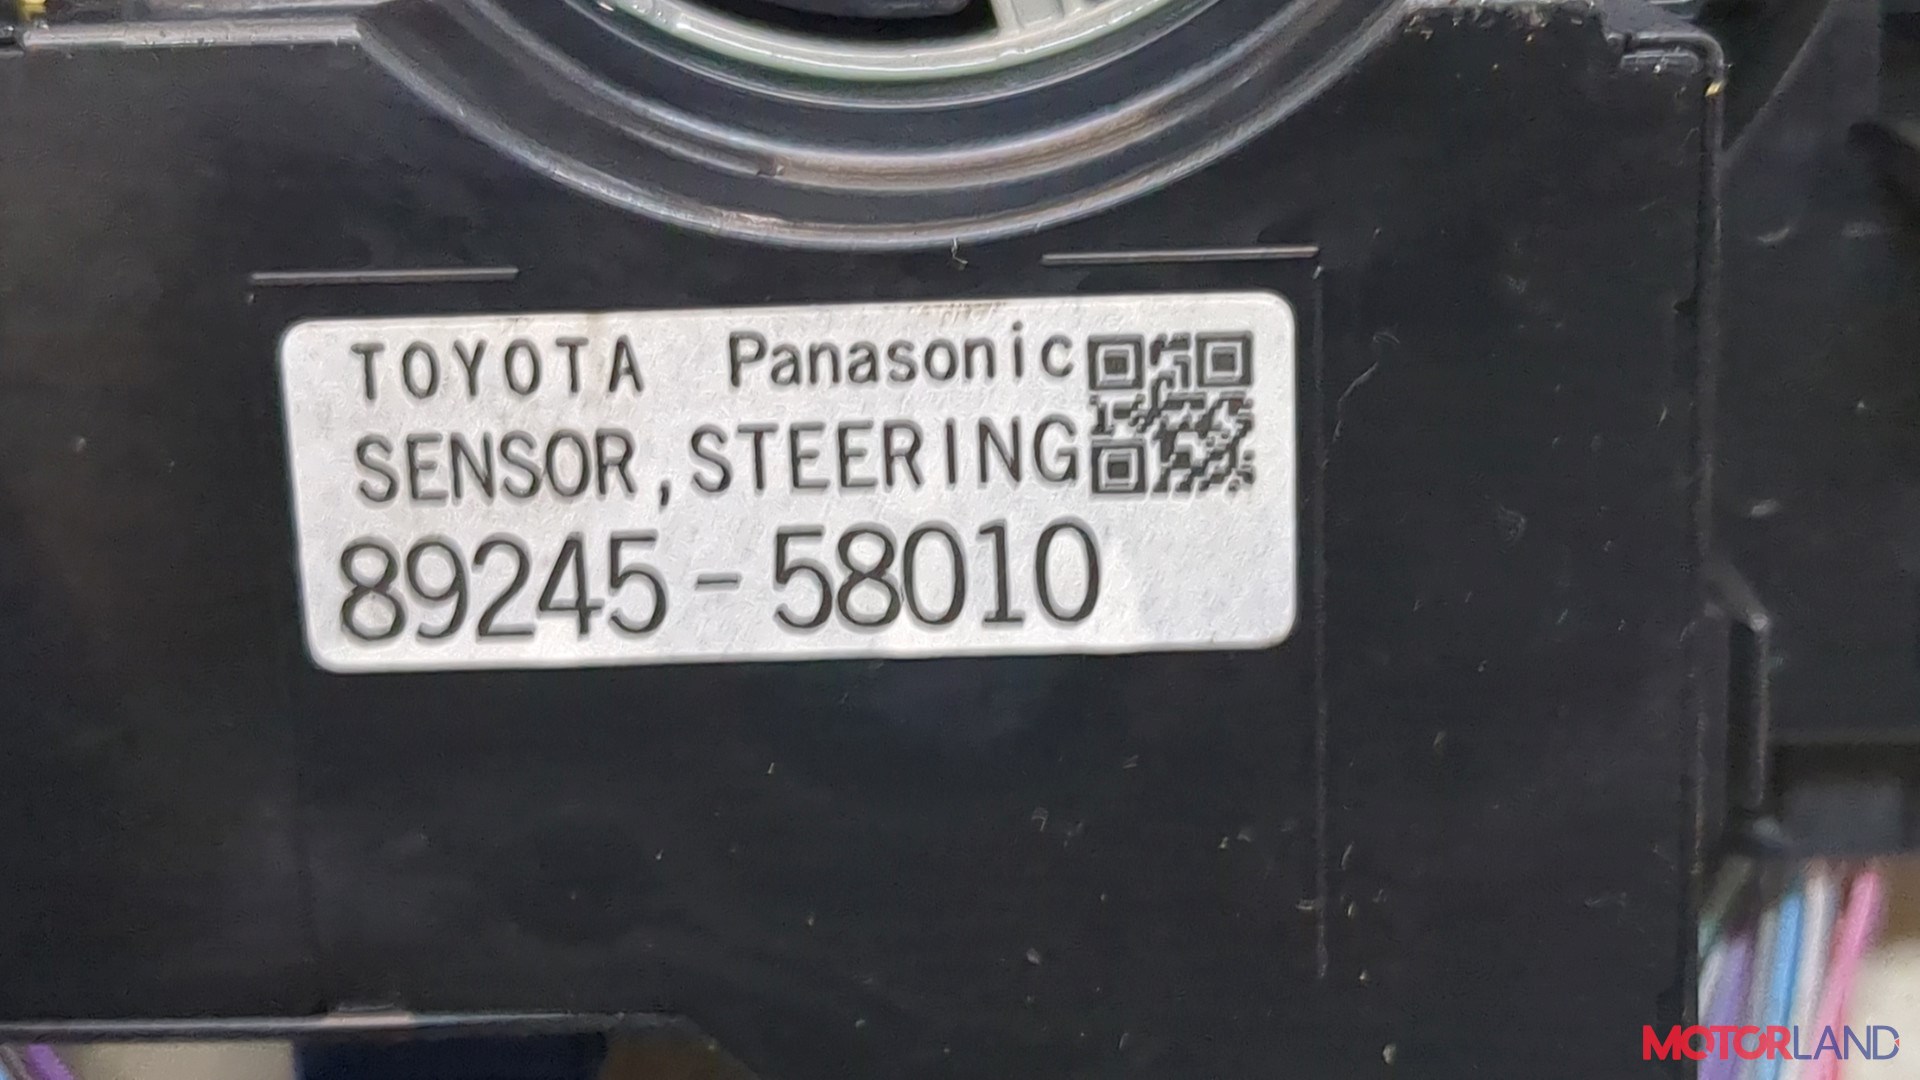 TOYOTA Panasonic
SENSOR,STEERING
89245-58010
MOTORLAND